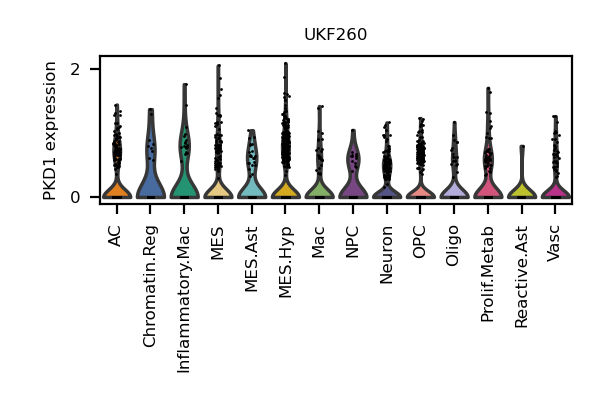 UKF260
PKD1 expression
2
0
AC
Chromatin.Reg
Inflammatory.Mac
MES
MES.Ast
MES.Hyp
Mac
NPC
Neuron
OPC
Oligo
Prolif.Metab
Reactive.Ast
Vasc